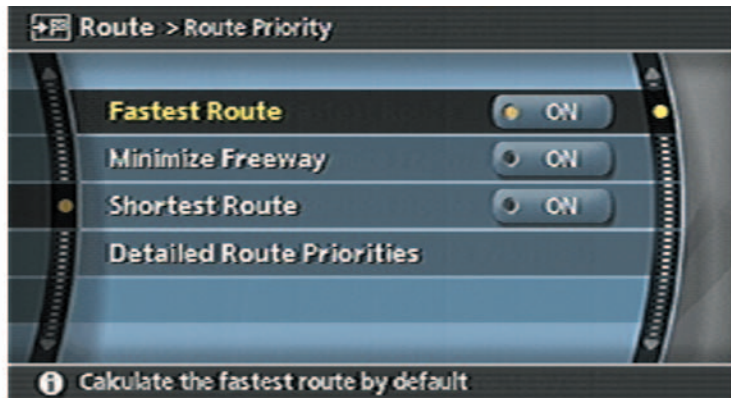 Route > Route Priority
Fastest Route ON
Minimize Freeway ON
Shortest Route ON
Detailed Route Priorities
Calculate the fastest route by default